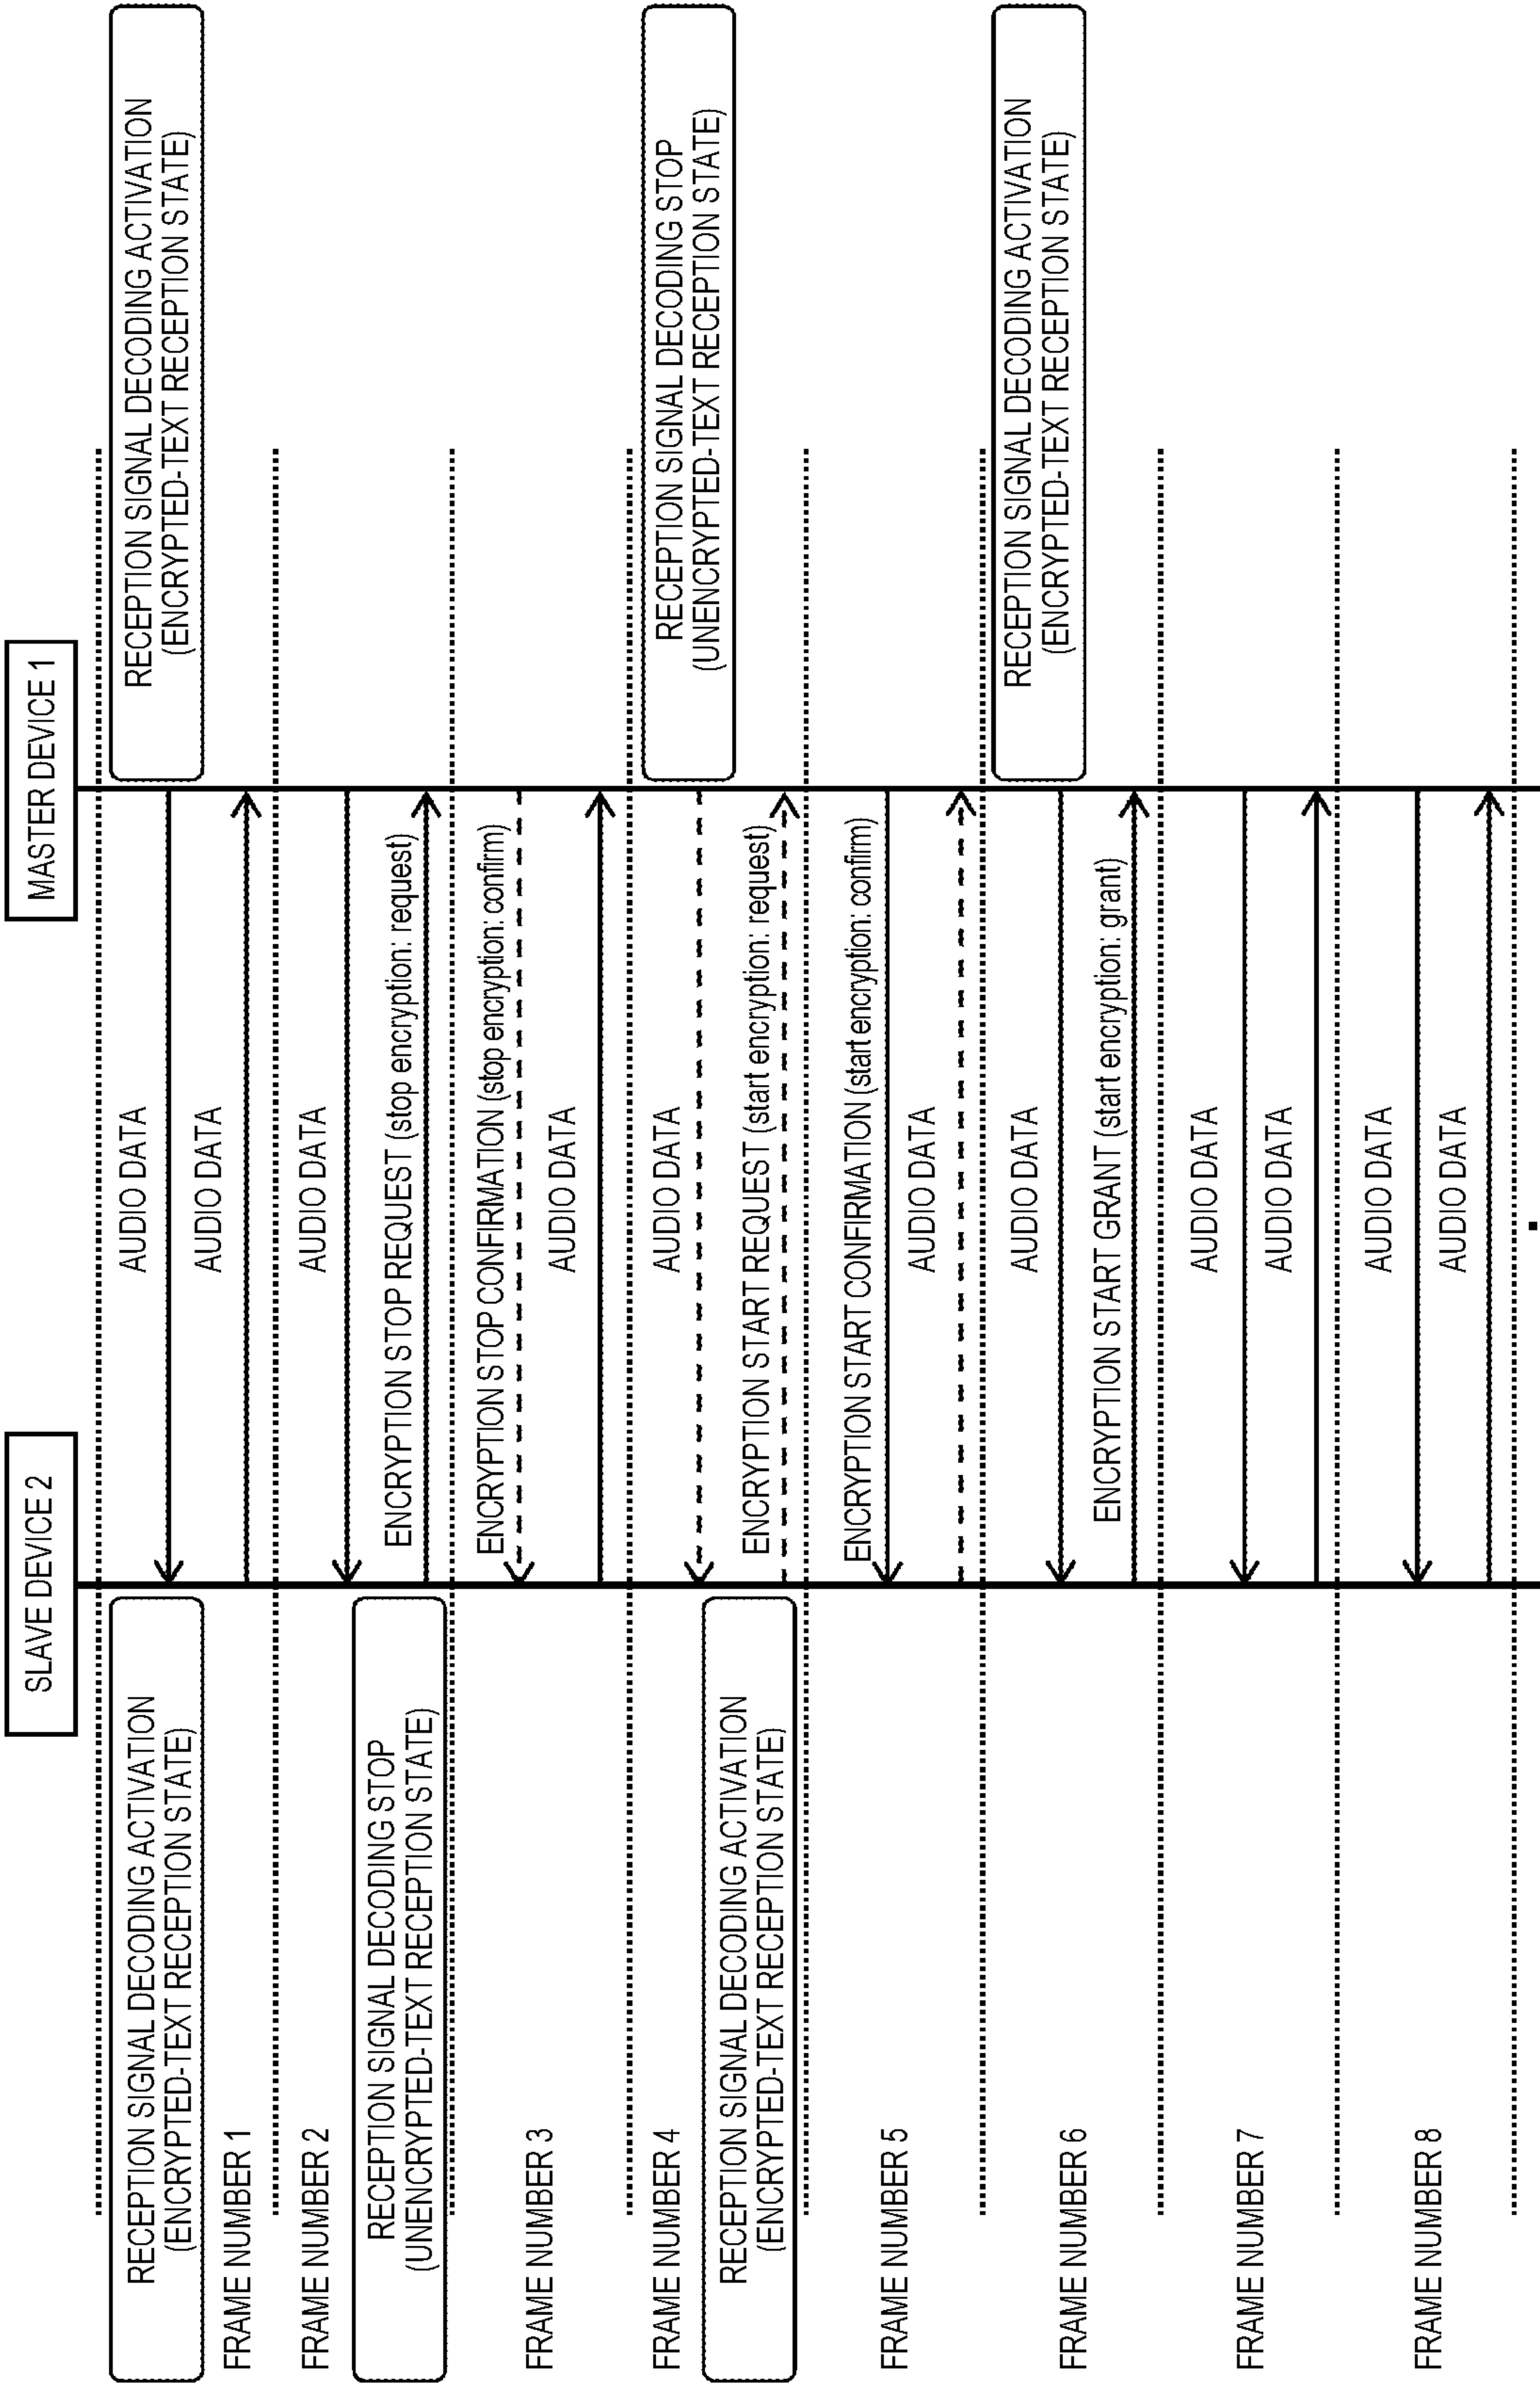 SLAVE DEVICE 2
MASTER DEVICE 1
RECEPTION SIGNAL DECODING ACTIVATION
(ENCRYPTED-TEXT RECEPTION STATE)
RECEPTION SIGNAL DECODING ACTIVATION
(ENCRYPTED-TEXT RECEPTION STATE)
FRAME NUMBER 1
AUDIO DATA
AUDIO DATA
FRAME NUMBER 2
AUDIO DATA
RECEPTION SIGNAL DECODING STOP
(UNENCRYPTED-TEXT RECEPTION STATE)
ENCRYPTION STOP REQUEST (stop encryption: request)
FRAME NUMBER 3
ENCRYPTION STOP CONFIRMATION (stop encryption: confirm)
AUDIO DATA
FRAME NUMBER 4
AUDIO DATA
RECEPTION SIGNAL DECODING STOP
(UNENCRYPTED-TEXT RECEPTION STATE)
RECEPTION SIGNAL DECODING ACTIVATION
(ENCRYPTED-TEXT RECEPTION STATE)
ENCRYPTION START REQUEST (start encryption: request)
FRAME NUMBER 5
ENCRYPTION START CONFIRMATION (start encryption: confirm)
AUDIO DATA
FRAME NUMBER 6
AUDIO DATA
RECEPTION SIGNAL DECODING ACTIVATION
(ENCRYPTED-TEXT RECEPTION STATE)
ENCRYPTION START GRANT (start encryption: grant)
FRAME NUMBER 7
AUDIO DATA
AUDIO DATA
FRAME NUMBER 8
AUDIO DATA
AUDIO DATA